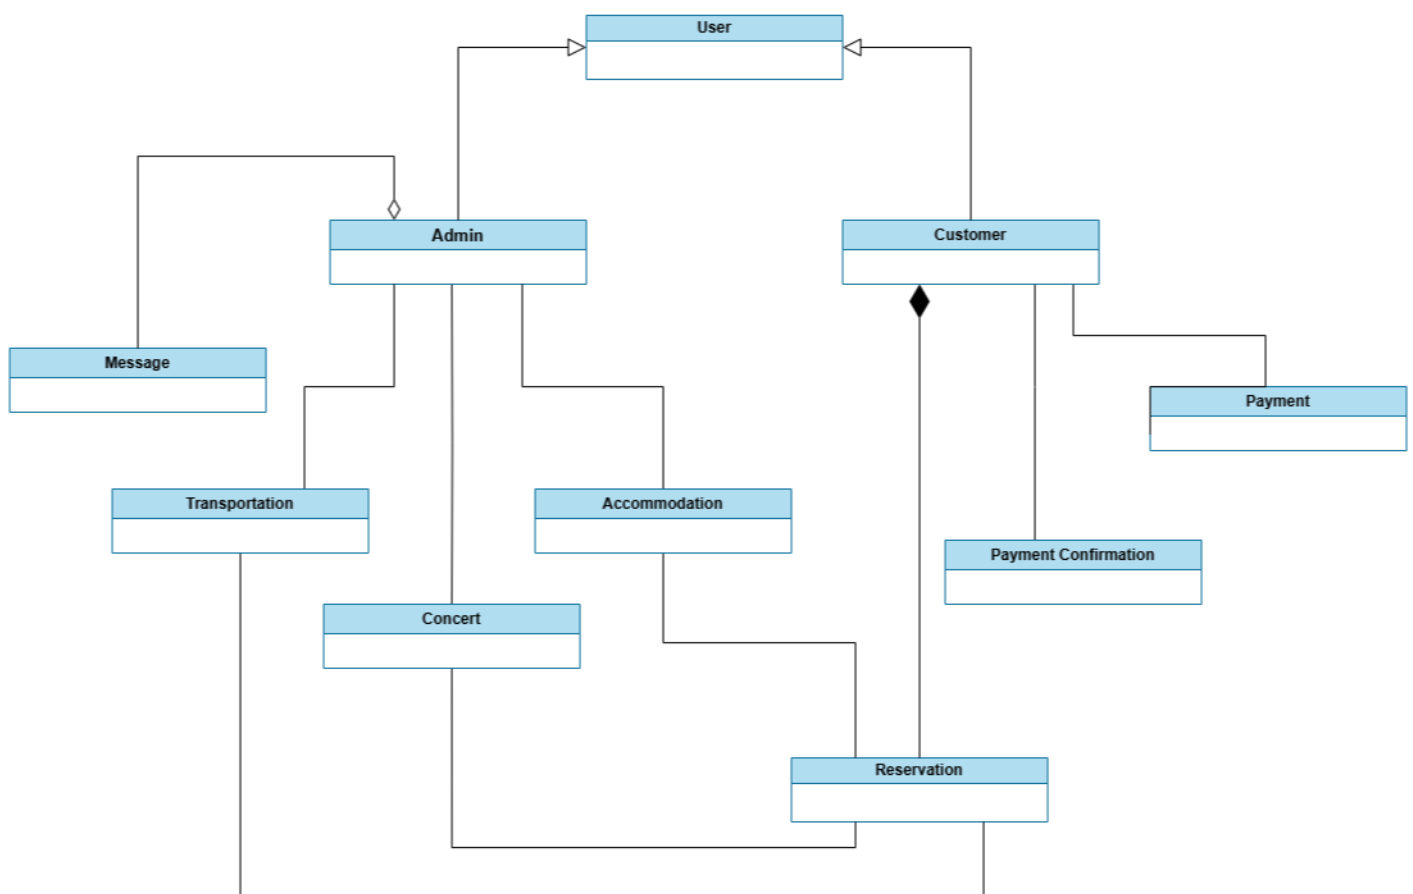 User
Admin
Customer
Message
Payment
Transportation
Accommodation
Payment Confirmation
Concert
Reservation